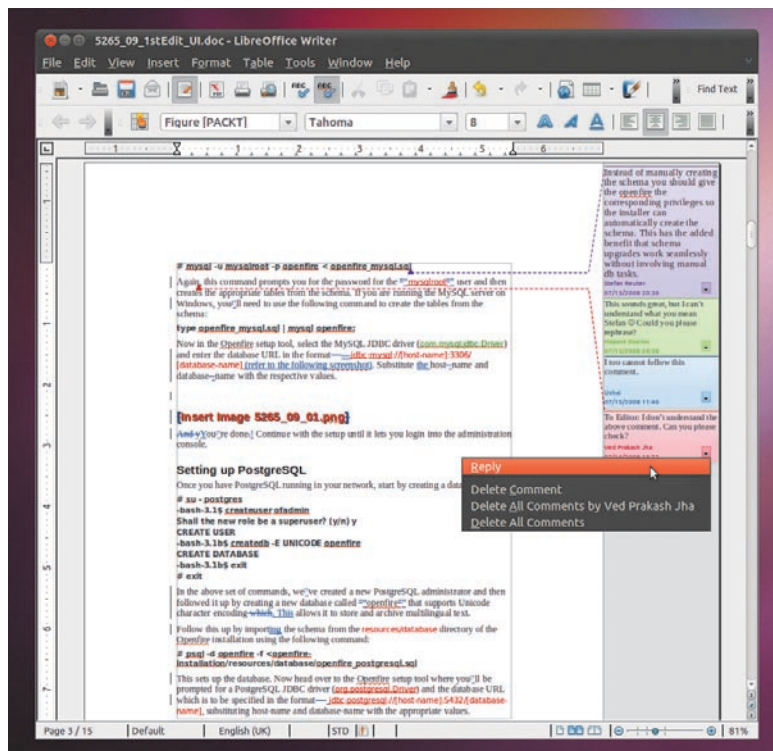 5265_09_1stEdit_UI.doc - LibreOffice Writer
File Edit View Insert Format Table Tools Window Help
Find Text
Figure [PACKT] Tahoma 8
# mysql -u mysqlroot -p openfire < openfire_mysql.sql
Again, this command prompts you for the password for the "mysqlroot" user and then
creates the appropriate tables from the schema. If you are running the MySQL server on
Windows, you'll need to use the following command to create the tables from the
schema:
type openfire_mysql.sql | mysql openfire;
Now in the Openfire setup tool, select the MySQL JDBC driver (com.mysql.jdbc.Driver)
and enter the database URL in the format— jdbc:mysql://[host-name]:3306/
[database-name] (refer to the following screenshot). Substitute the host-name and
database-name with the respective values.
[Insert image 5265_09_01.png]
And yYou're done.! Continue with the setup until it lets you login into the administration
console.
Setting up PostgreSQL
Once you have PostgreSQL running in your network, start by creating a
# su - postgres
-bash-3.1$ createuser ofadmin
Shall the new role be a superuser? (y/n) y
CREATE USER
-bash-3.1b$ createdb -E UNICODE openfire
CREATE DATABASE
-bash-3.1b$ exit
# exit
In the above set of commands, we've created a new PostgreSQL administrator and then
followed it up by creating a new database called "openfire" that supports Unicode
character encoding which. This allows it to store and archive multilingual text.
Follow this up by importing the schema from the resources/database directory of the
Openfire installation using the following command:
# psql -d openfire -f <openfire-
installation/resources/database/openfire_postgresql.sql
This sets up the database. Now head over to the Openfire setup tool where you'll be
prompted for a PostgreSQL JDBC driver (org.postgresql.Driver) and the database URL
which is to be specified in the format— jdbc:postgresql://[host-name]:5432/[database-
name], substituting host-name and database-name with the appropriate values.
Instead of manually creating
the schema you should give
the openfire the
corresponding privileges so
the installer can
automatically create the
schema. This has the added
benefit that schema
upgrades work seamlessly
without involving manual
db tasks.
Stefan Reuter
This sounds great, but I can't
understand what you mean
Stefan ☺ Could you please
rephrase?
I too cannot follow this
comment.
Ushal
07/15/2008 11:40
To Editor: I don't understand the
above comment. Can you please
check?
Ved Prakash Jha
Reply
Delete Comment
Delete All Comments by Ved Prakash Jha
Delete All Comments
Page 3 / 15 Default English (UK) STD 81%